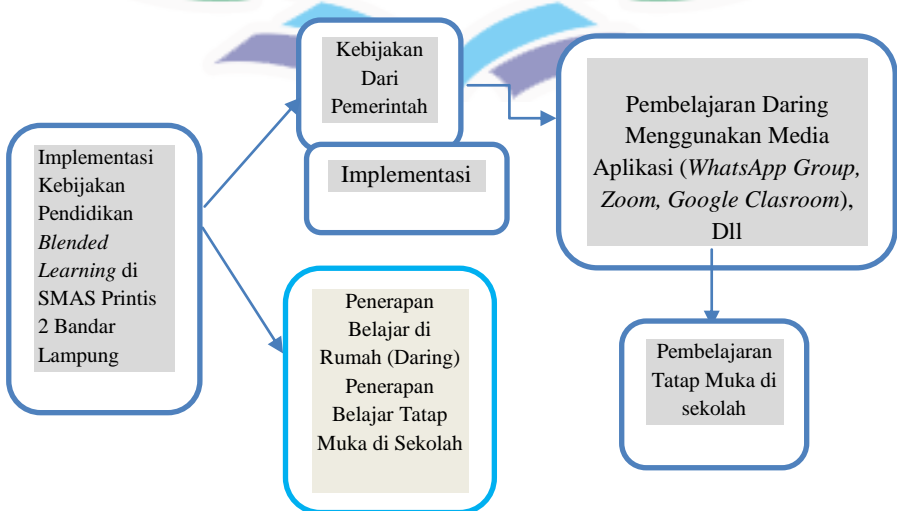 Implementasi
Kebijakan
Pendidikan
Blended
Learning di
SMAS Printis
2 Bandar
Lampung
Kebijakan
Dari
Pemerintah
Implementasi
Penerapan
Belajar di
Rumah (Daring)
Penerapan
Belajar Tatap
Muka di Sekolah
Pembelajaran Daring
Menggunakan Media
Aplikasi (WhatsApp Group,
Zoom, Google Clasroom),
Dll
Pembelajaran
Tatap Muka di
sekolah